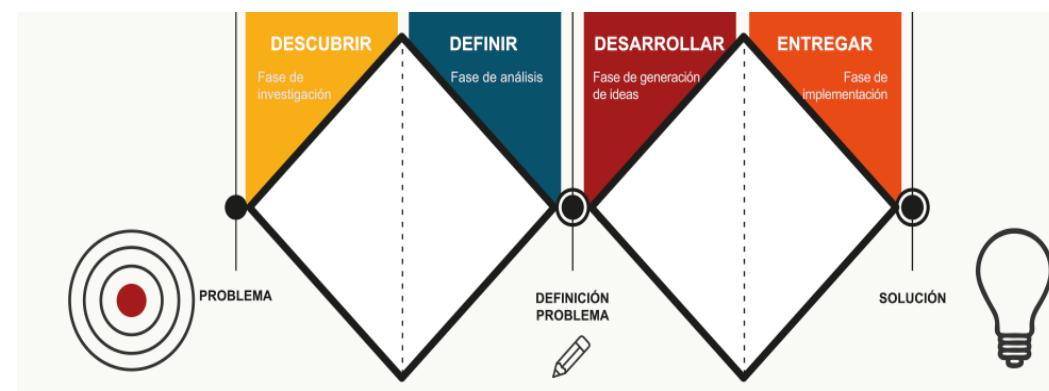 DESCUBRIR
Fase de
investigación
DEFINIR
Fase de análisis
DESARROLLAR
Fase de generación
de ideas
ENTREGAR
Fase de
implementación
PROBLEMA
DEFINICIÓN
PROBLEMA
SOLUCIÓN